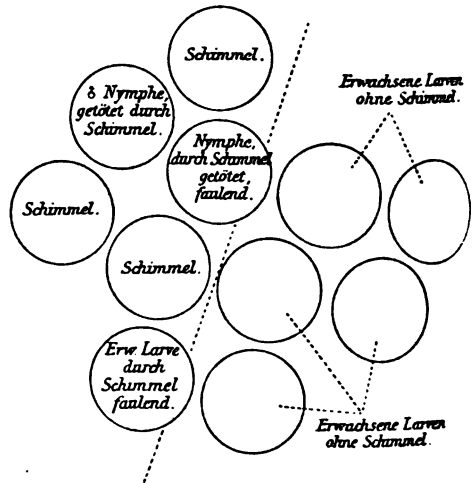 Schimmel.
♂ Nymphe,
getötet durch
Schimmel.
Nymphe,
durch Schimmel
getötet,
faulend.
Schimmel.
Schimmel.
Erw. Larve
durch
Schimmel
faulend.
Erwachsene Larven
ohne Schimmel.
Erwachsene Larven
ohne Schimmel.